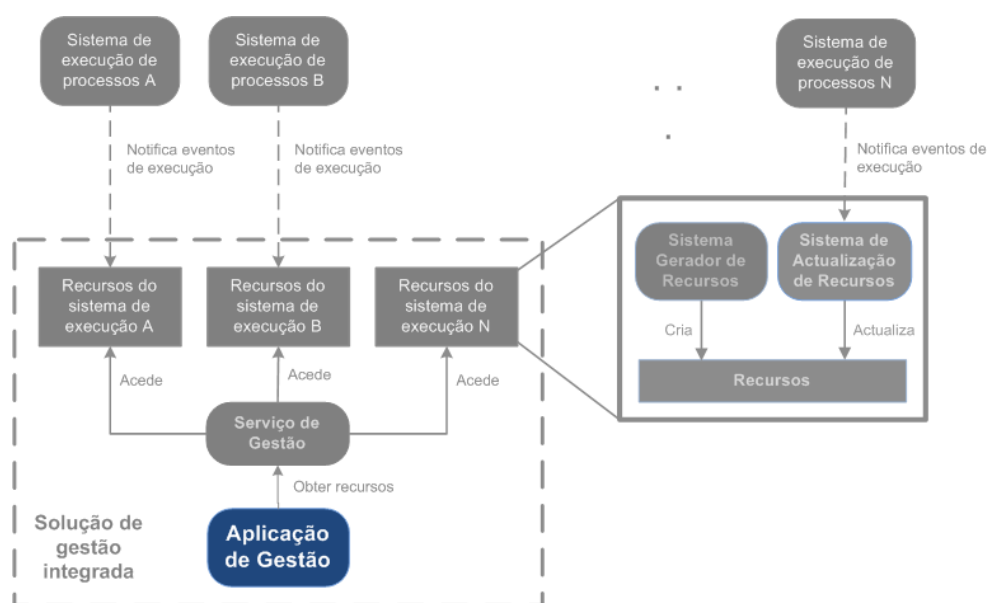 Sistema de
execução de
processos A
Sistema de
execução de
processos B
Sistema de
execução de
processos N
. .
.
Notifica eventos
de execução
Notifica eventos
de execução
Notifica eventos de
execução
Recursos do
sistema de
execução A
Recursos do
sistema de
execução B
Recursos do
sistema de
execução N
Sistema
Gerador de
Recursos
Sistema de
Actualização
de Recursos
Cria
Actualiza
Recursos
Acede
Acede
Acede
Serviço de
Gestão
Obter recursos
Solução de
gestão
integrada
Aplicação
de Gestão